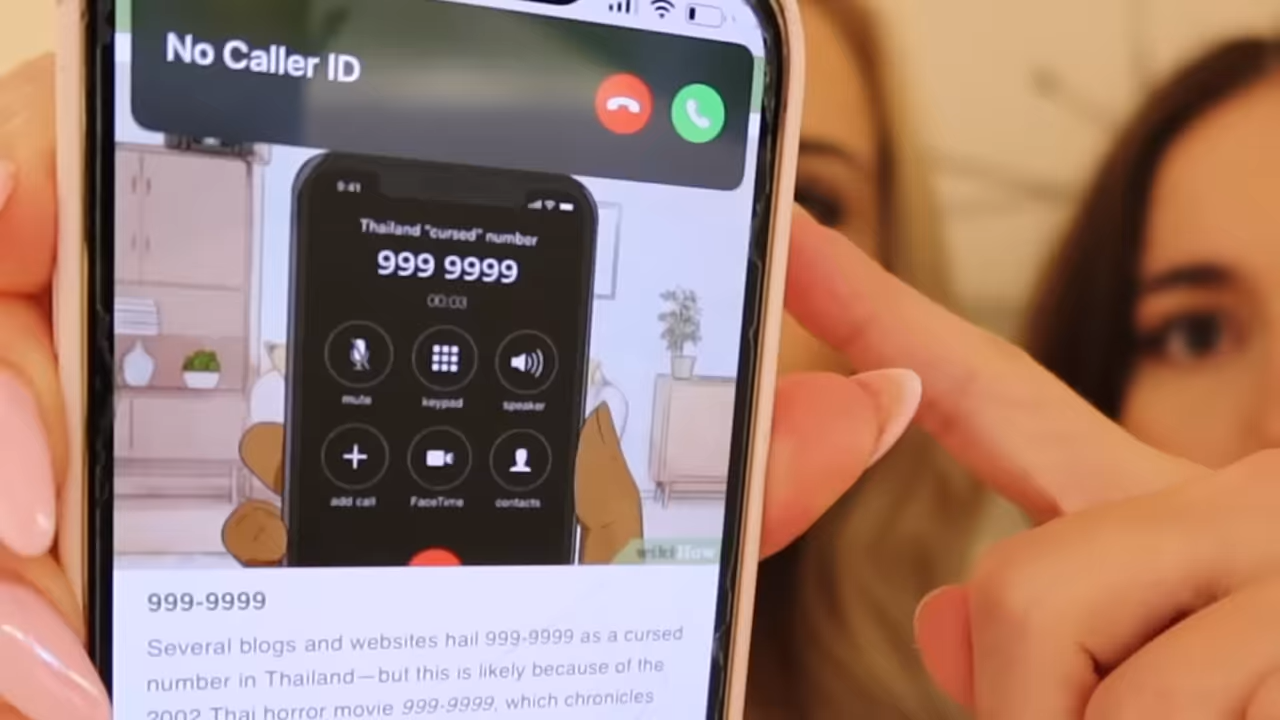 No Caller ID
9:41
Thailand "cursed" number
999 9999
00:03
mute keypad speaker
add call FaceTime contacts
wikiHow
999-9999
Several blogs and websites hail 999-9999 as a cursed
number in Thailand—but this is likely because of the
2002 Thai horror movie 999-9999, which chronicles